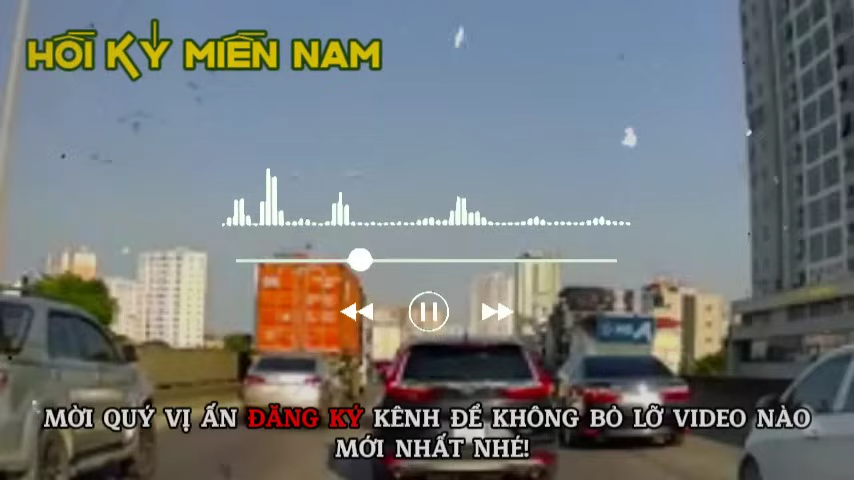 HỒI KÝ MIỀN NAM
MỜI QUÝ VỊ ẤN ĐĂNG KÝ KÊNH ĐỂ KHÔNG BỎ LỠ VIDEO NÀO
MỚI NHẤT NHÉ!